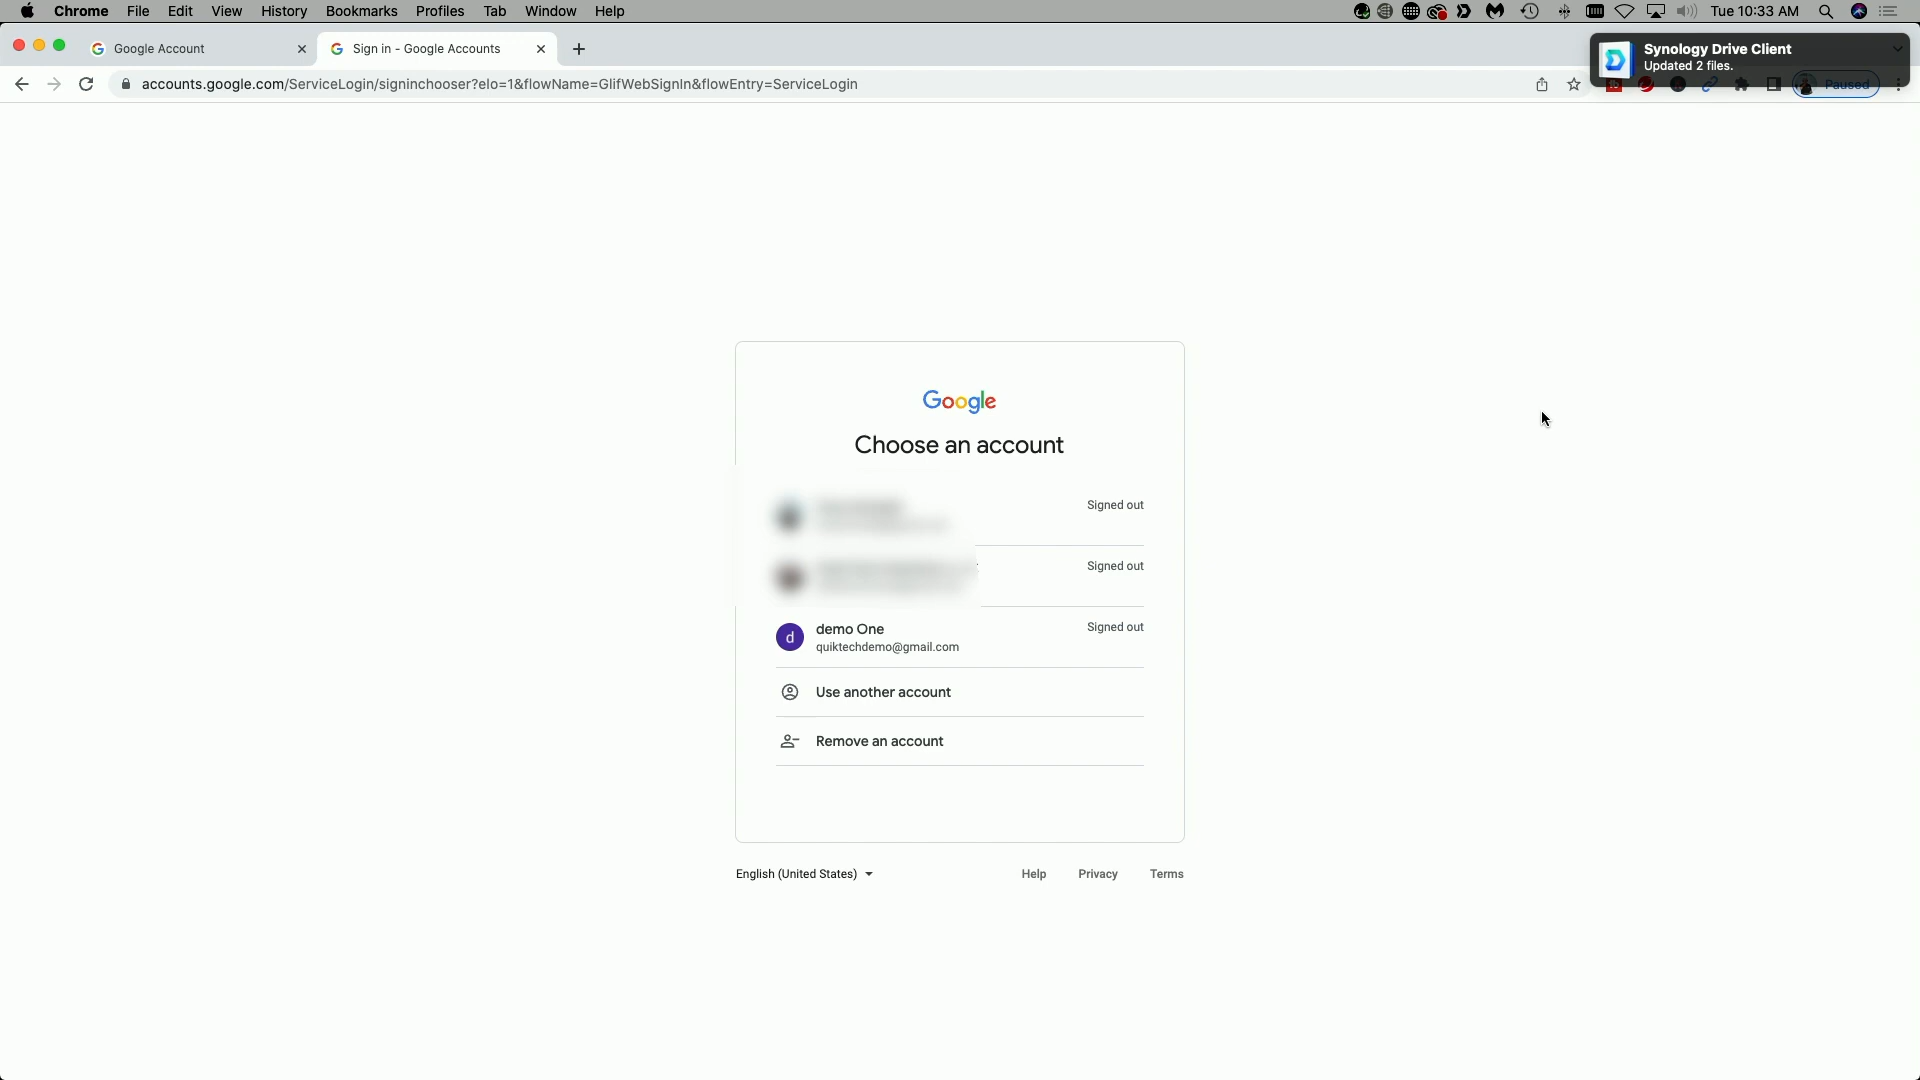 Chrome File Edit View History Bookmarks Profiles Tab Window Help Tue 10:33 AM
Google Account
Sign in - Google Accounts
Synology Drive Client
Updated 2 files.
accounts.google.com/ServiceLogin/signinchooser?elo=1&flowName=GlifWebSignIn&flowEntry=ServiceLogin
Paused
Google
Choose an account
Signed out
Signed out
demo One
Signed out
quiktechdemo@gmail.com
Use another account
Remove an account
English (United States)
Help Privacy Terms